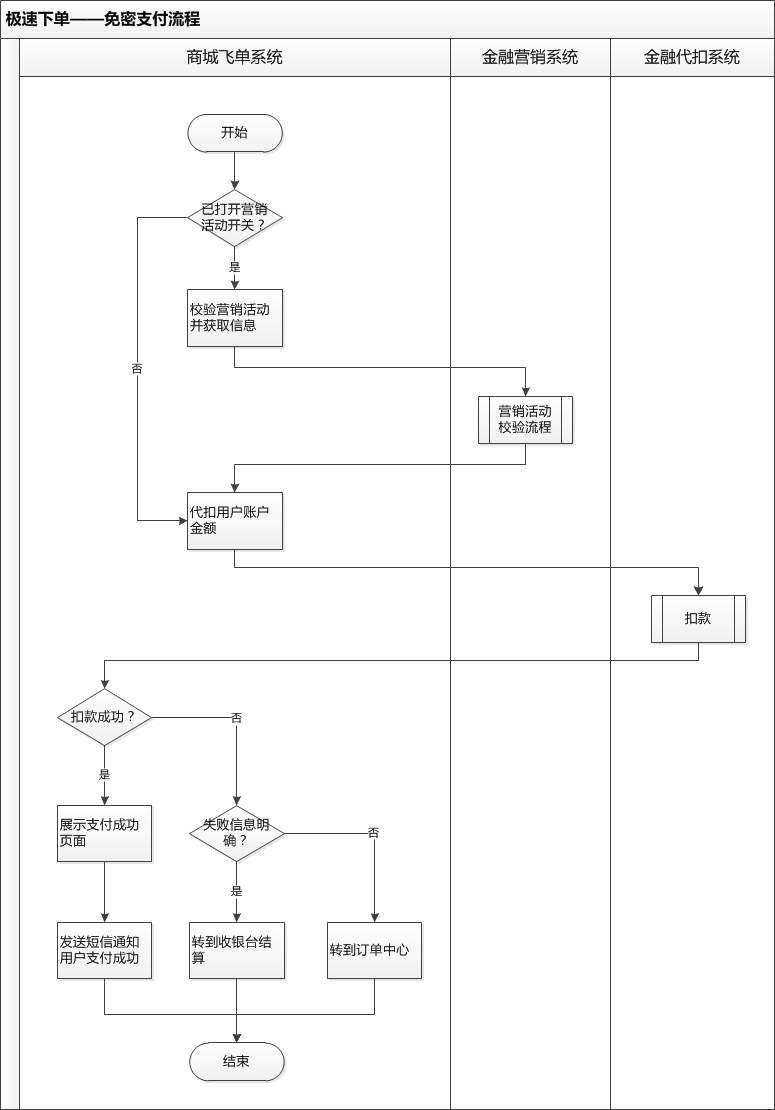 极速下单——免密支付流程
商城飞单系统
金融营销系统
金融代扣系统
开始
已打开营销
活动开关？
是
校验营销活动
并获取信息
否
营销活动
校验流程
代扣用户账户
金额
扣款
扣款成功？
否
是
展示支付成功
页面
失败信息明
确？
否
是
发送短信通知
用户支付成功
转到收银台结
算
转到订单中心
结束